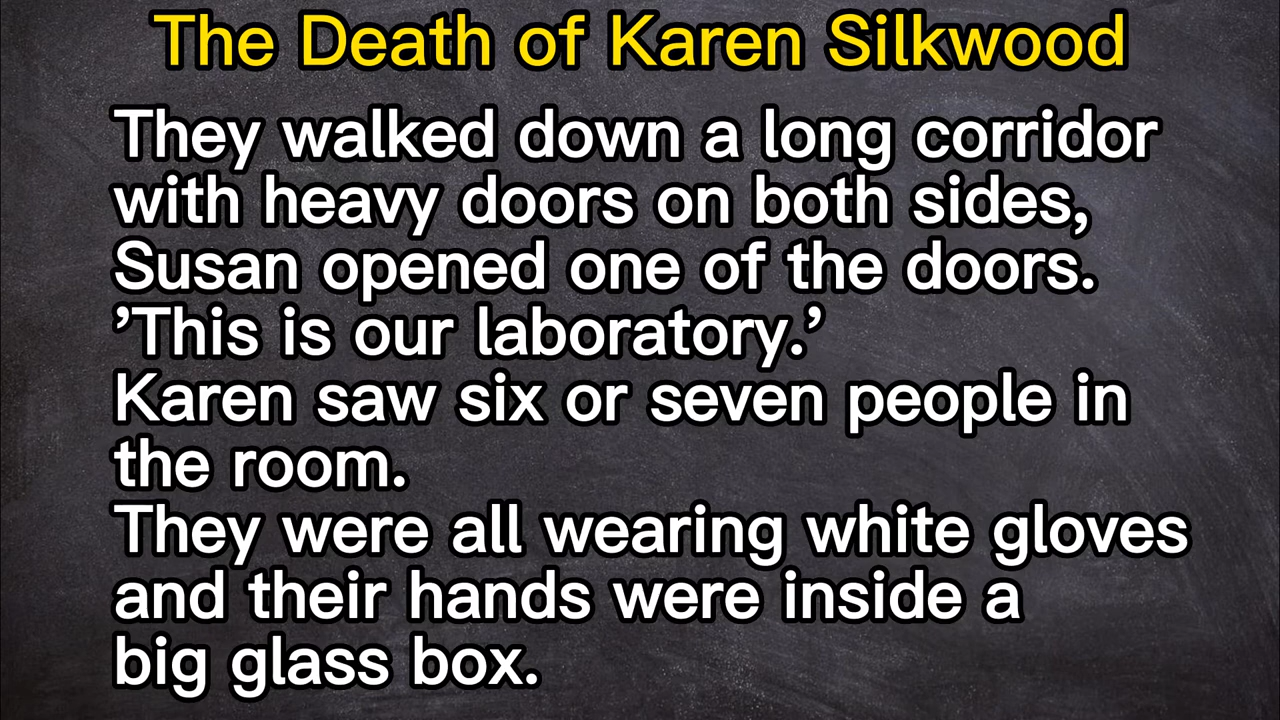 The Death of Karen Silkwood
They walked down a long corridor
with heavy doors on both sides,
Susan opened one of the doors.
’This is our laboratory.’
Karen saw six or seven people in
the room.
They were all wearing white gloves
and their hands were inside a
big glass box.